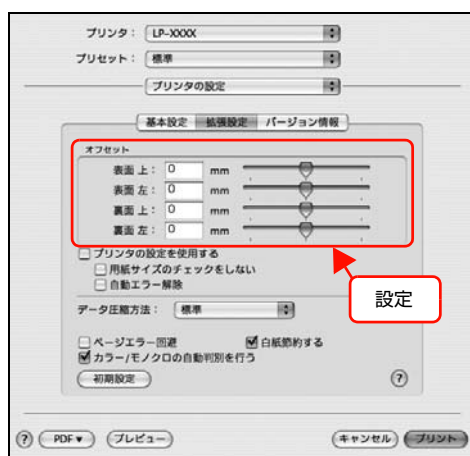 プリンタ： LP-XXXX
プリセット： 標準
プリンタの設定
基本設定 拡張設定 バージョン情報
オフセット
表面 上： 0 mm
表面 左： 0 mm
裏面 上： 0 mm
裏面 左： 0 mm
プリンタの設定を使用する
用紙サイズのチェックをしない
自動エラー解除
設定
データ圧縮方法： 標準
ページエラー回避 白紙節約する
カラー/モノクロの自動判別を行う
初期設定 ?
? PDF▼ プレビュー キャンセル プリント